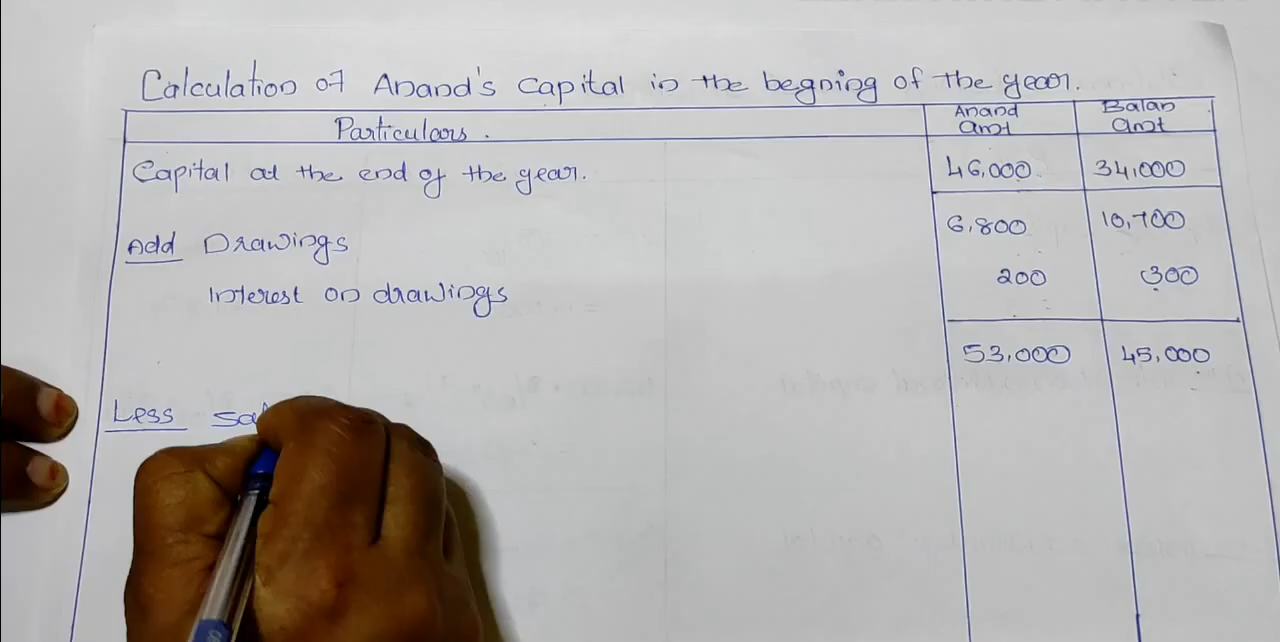 Calculation of Anand's Capital in the begning of the year.
Particulars. Anand Amt Balan Amt
Capital at the end of the year. 46,000 34,000
Add Drawings 6,800 10,700
Interest on drawings 200 300
53,000 45,000
Less